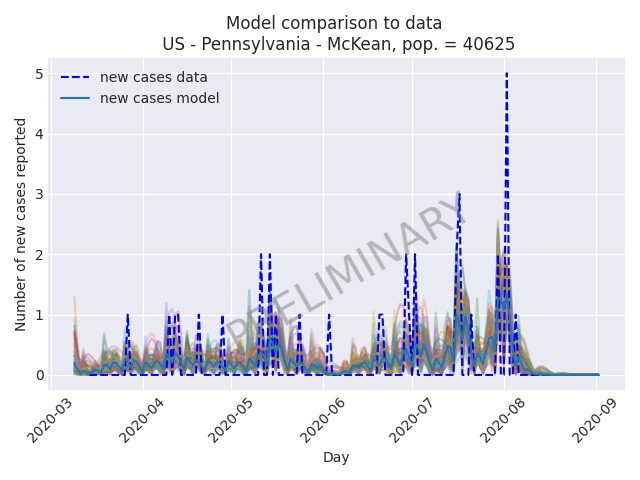 Model comparison to data
US - Pennsylvania - McKean, pop. = 40625
new cases data
new cases model
Number of new cases reported
5
4
3
2
1
0
PRELIMINARY
2020-03
2020-04
2020-05
2020-06
2020-07
2020-08
2020-09
Day